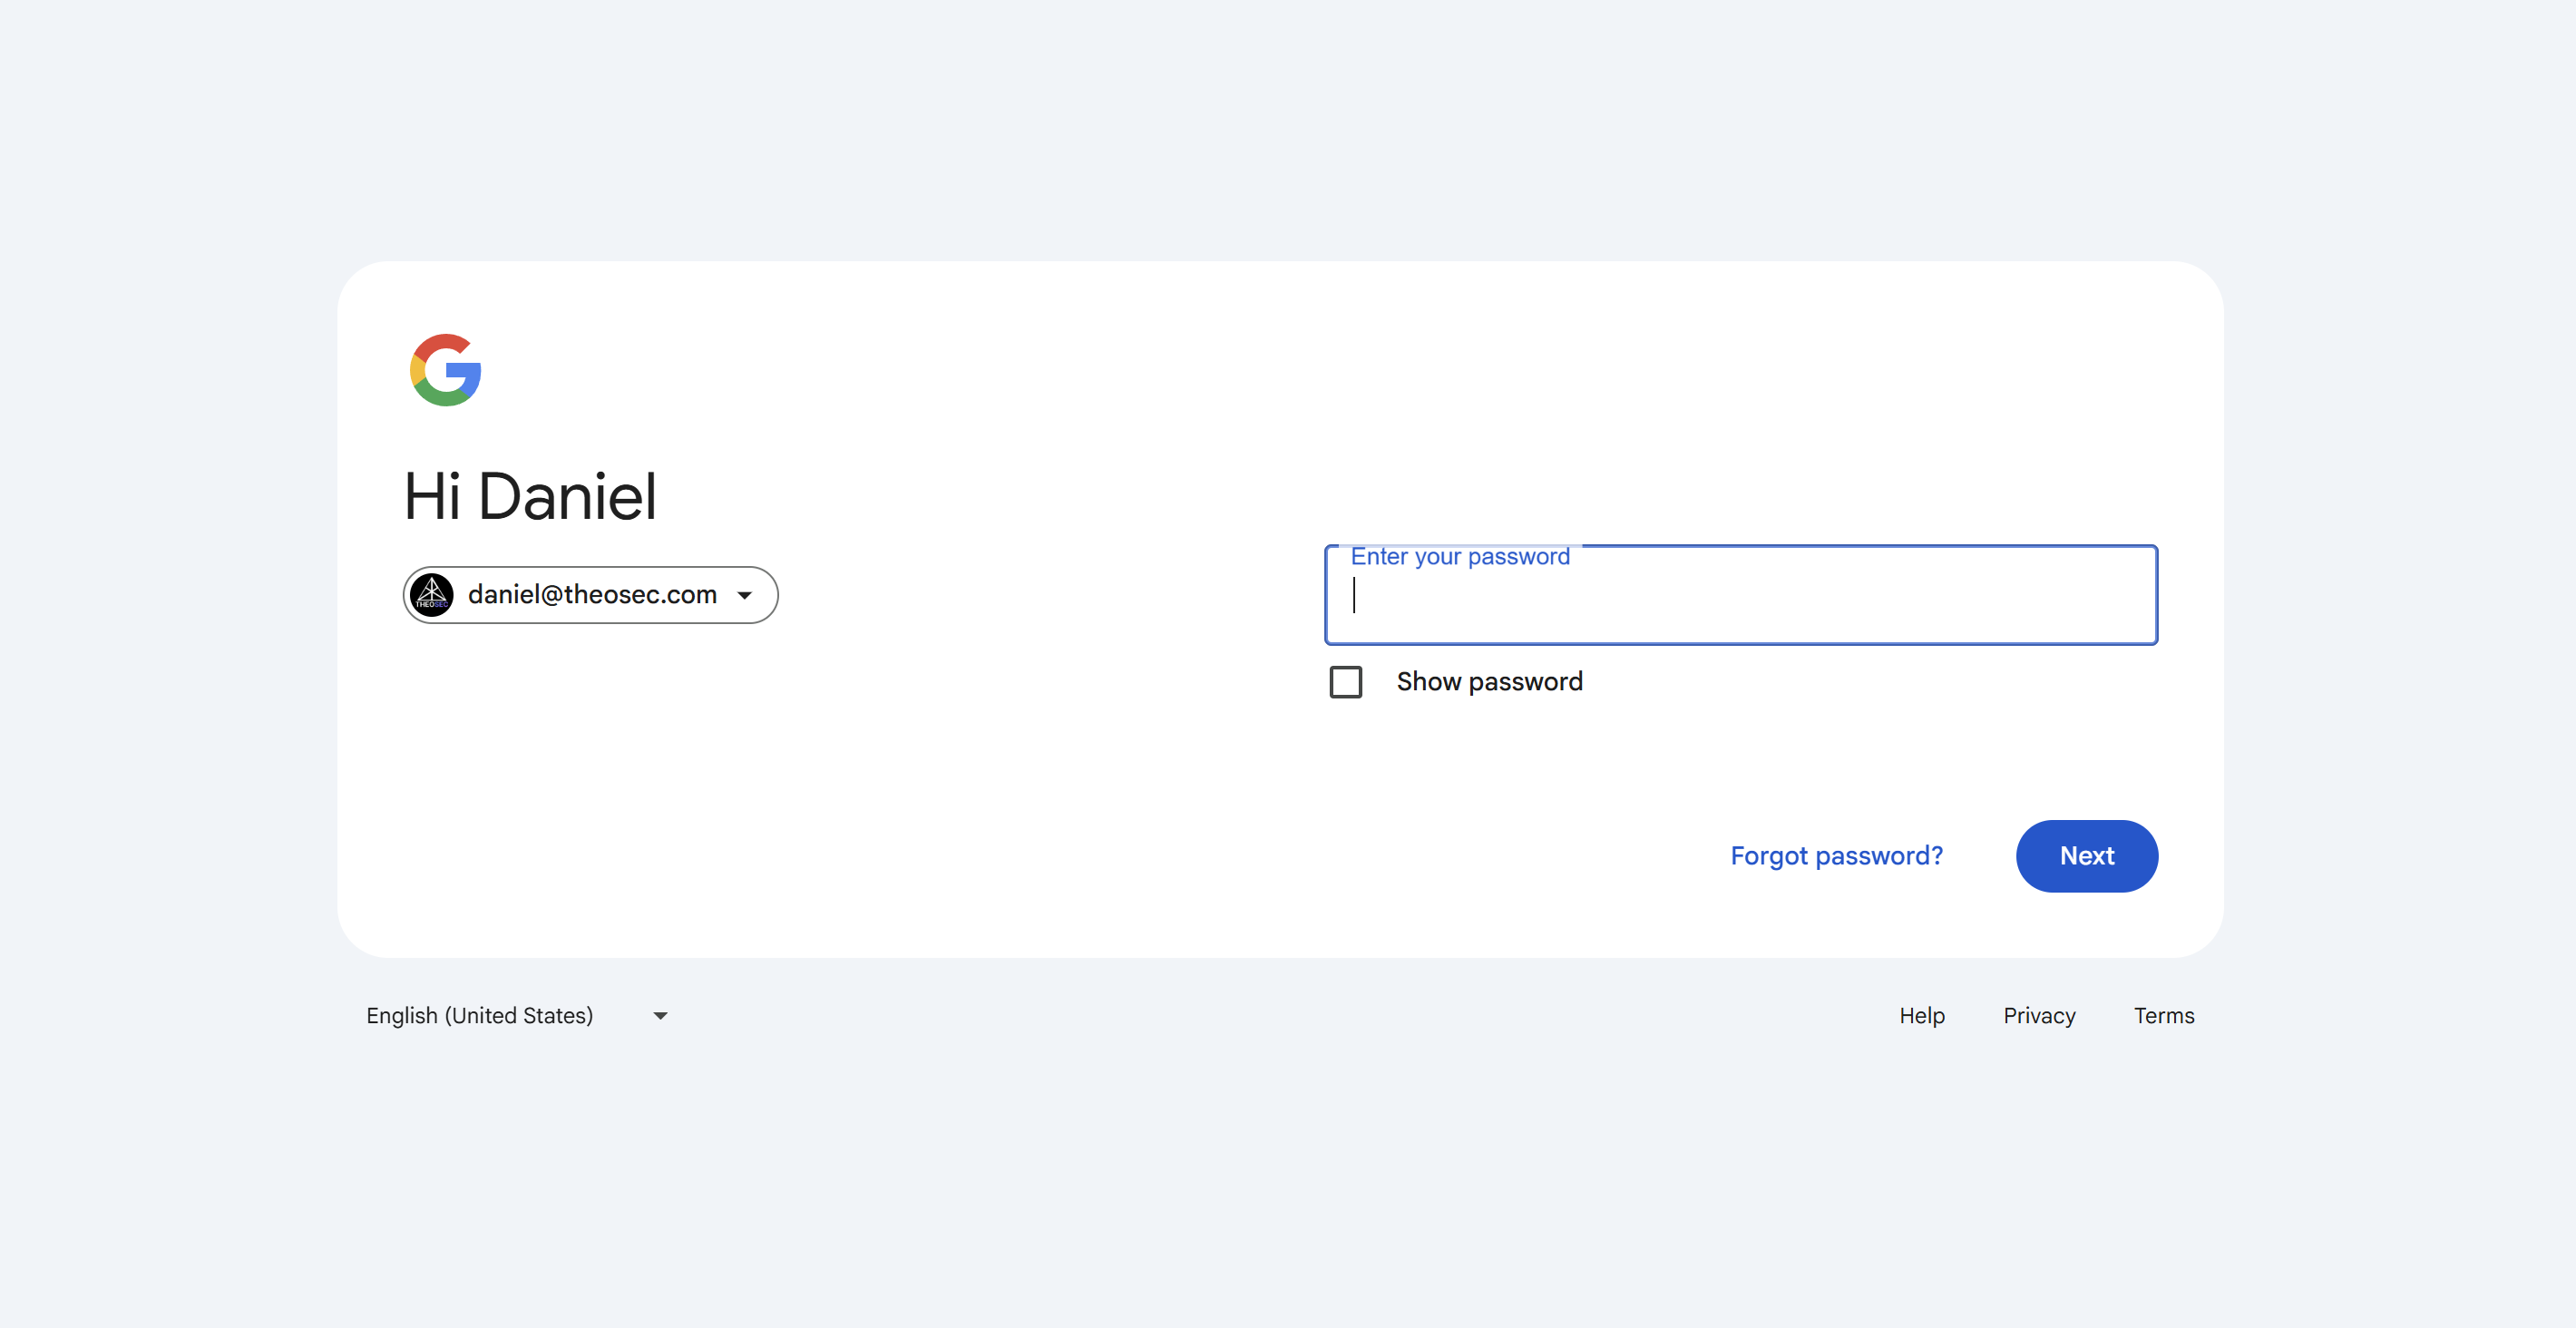 Hi Daniel
THEOSEC
daniel@theosec.com
Enter your password
Show password
Forgot password?
Next
English (United States)
Help
Privacy
Terms